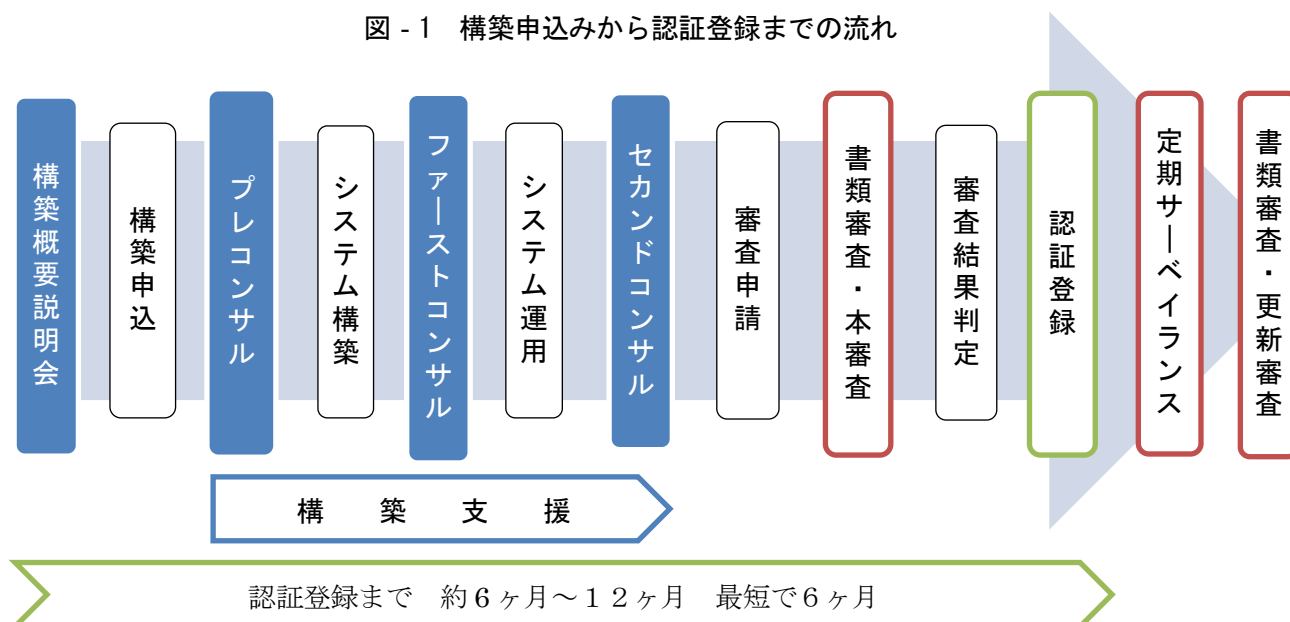 図 - 1　構築申込みから認証登録までの流れ
構築概要説明会
構築申込
プレコンサル
システム構築
ファーストコンサル
システム運用
セカンドコンサル
審査申請
書類審査・本審査
審査結果判定
認証登録
定期サーベイランス
書類審査・更新審査
構　築　支　援
認証登録まで　約６ヶ月～１２ヶ月　最短で６ヶ月